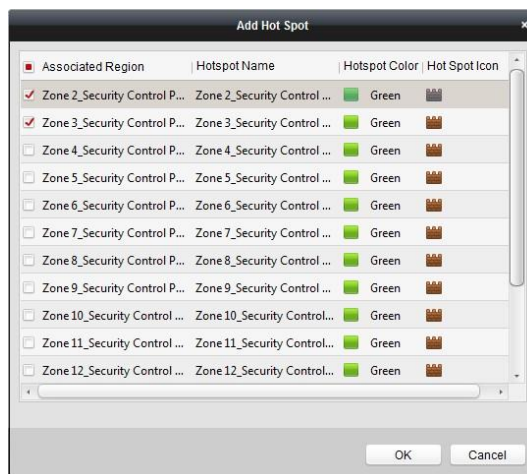 Add Hot Spot
Associated Region Hotspot Name Hotspot Color Hot Spot Icon
Zone 2_Security Control P... Zone 2_Security Control ... Green
Zone 3_Security Control P... Zone 3_Security Control ... Green
Zone 4_Security Control P... Zone 4_Security Control ... Green
Zone 5_Security Control P... Zone 5_Security Control ... Green
Zone 6_Security Control P... Zone 6_Security Control ... Green
Zone 7_Security Control P... Zone 7_Security Control ... Green
Zone 8_Security Control P... Zone 8_Security Control ... Green
Zone 9_Security Control P... Zone 9_Security Control ... Green
Zone 10_Security Control ... Zone 10_Security Control... Green
Zone 11_Security Control ... Zone 11_Security Control... Green
Zone 12_Security Control ... Zone 12_Security Control... Green
OK Cancel